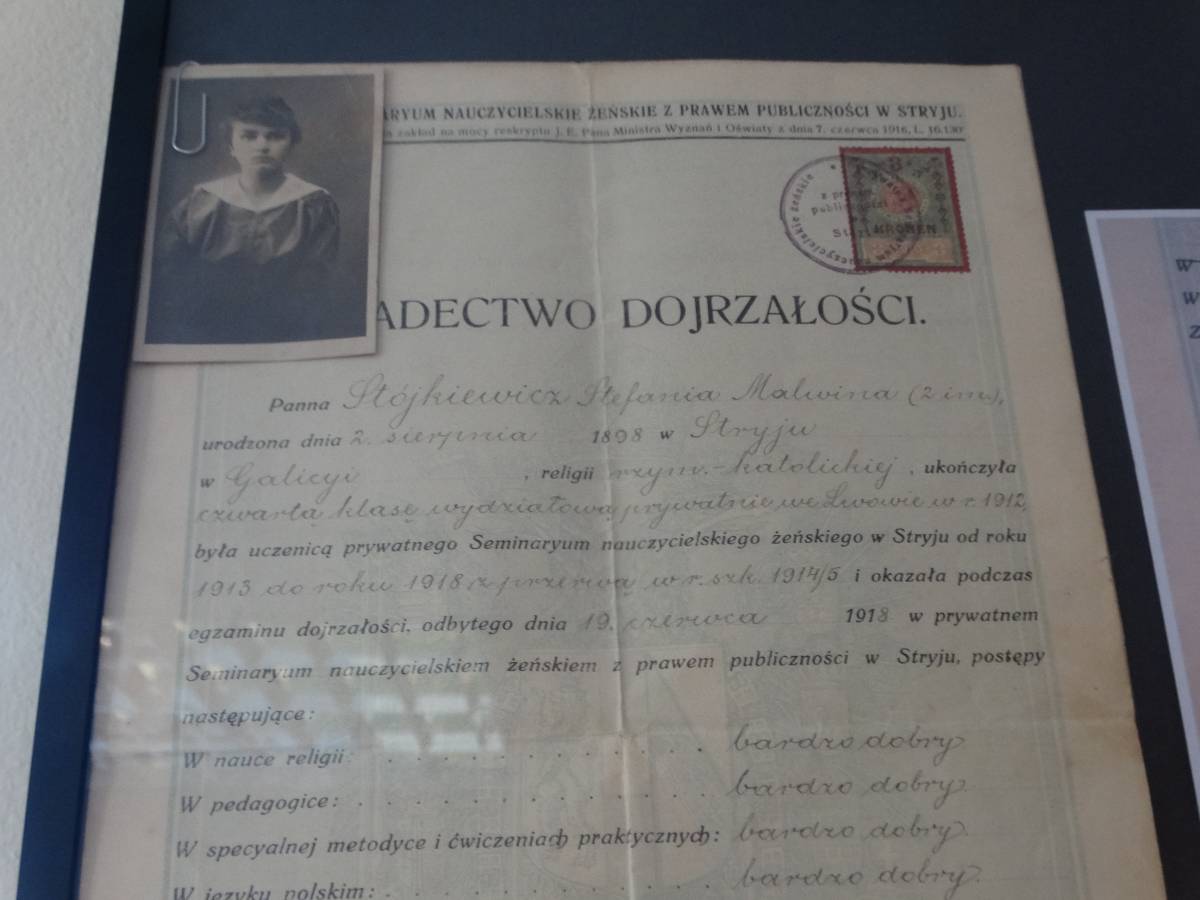 ARYUM NAUCZYCIELSKIE ŻEŃSKIE Z PRAWEM PUBLICZNOŚCI W STRYJU.
zakład na mocy reskryptu J. E. Pana Ministra Wyznań i Oświaty z dnia 7. czerwca 1916, L.
KRONEN
ADECTWO DOJRZAŁOŚCI.
Panna Stójkiewicz Stefania Malwina (2 im.),
urodzona dnia 2. sierpnia 1898 w Stryju
w Galicyi , religii rzym.-katolickiej , ukończyła
czwartą klasę wydziałową prywatnie we Lwowie w r. 1912,
była uczenicą prywatnego Seminaryum nauczycielskiego żeńskiego w Stryju od roku
1913 do roku 1918 z przerwą w r. szk. 1914/5 i okazała podczas
egzaminu dojrzałości, odbytego dnia 19. czerwca 1918 w prywatnem
Seminaryum nauczycielskiem żeńskiem z prawem publiczności w Stryju, postępy
następujące:
W nauce religii . . . . . . . . . bardzo dobry
W pedagogice: . . . . . . . . . . bardzo dobry
W specyalnej metodyce i ćwiczeniach praktycznych: bardzo dobry
W języku polskim: . . . . . . . . bardzo dobry.